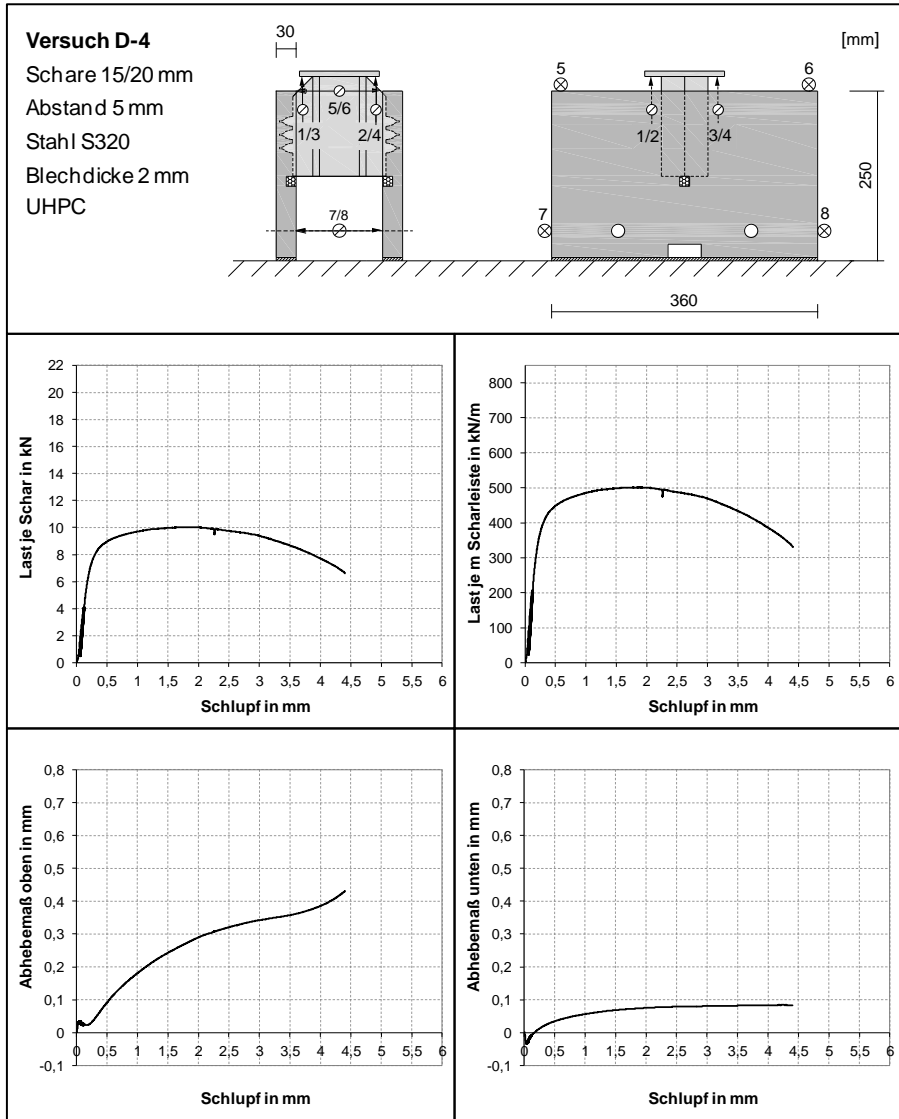 Versuch D-4
Schare 15/20 mm
Abstand 5 mm
Stahl S320
Blechdicke 2 mm
UHPC
30
[mm]
5
6
5/6
1/3
2/4
1/2
3/4
7/8
7
8
250
360
Last je Schar in kN
22
20
18
16
14
12
10
8
6
4
2
0
0 0,5 1 1,5 2 2,5 3 3,5 4 4,5 5 5,5 6
Schlupf in mm
Last je m Scharleiste in kN/m
800
700
600
500
400
300
200
100
0
0 0,5 1 1,5 2 2,5 3 3,5 4 4,5 5 5,5 6
Schlupf in mm
Abhebemaß oben in mm
0,8
0,7
0,6
0,5
0,4
0,3
0,2
0,1
0
-0,1
0 0,5 1 1,5 2 2,5 3 3,5 4 4,5 5 5,5 6
Schlupf in mm
Abhebemaß unten in mm
0,8
0,7
0,6
0,5
0,4
0,3
0,2
0,1
0
-0,1
0 0,5 1 1,5 2 2,5 3 3,5 4 4,5 5 5,5 6
Schlupf in mm